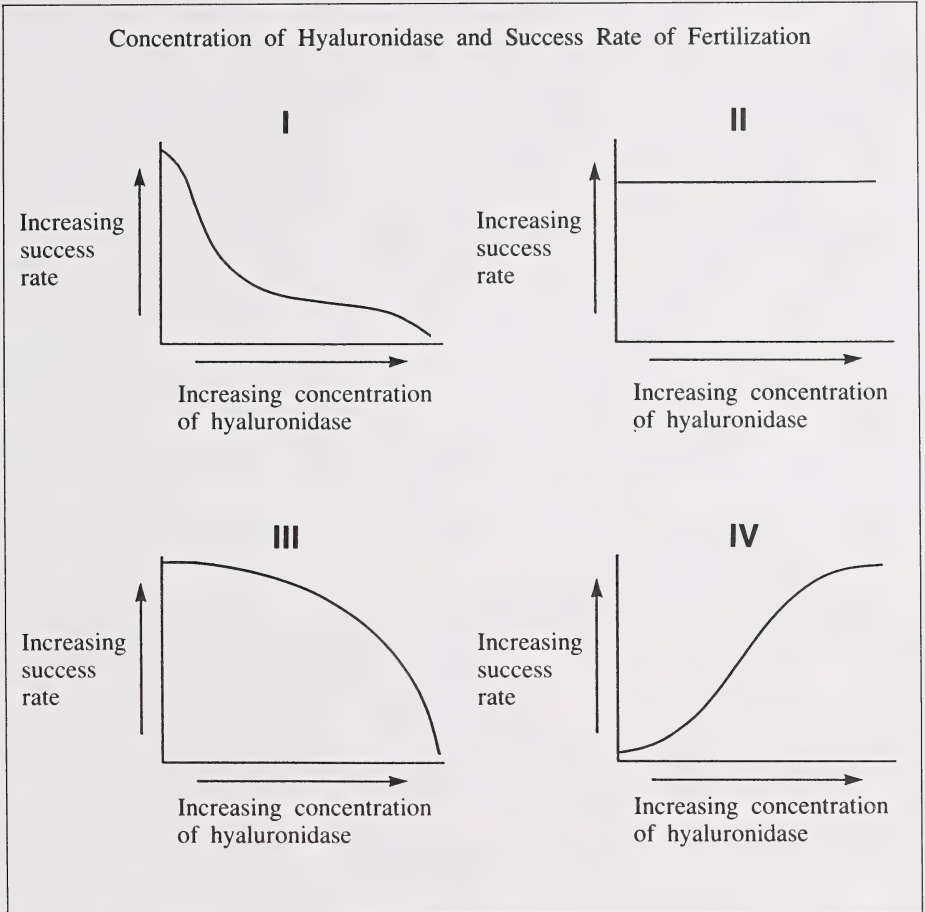 Concentration of Hyaluronidase and Success Rate of Fertilization
I
Increasing
success
rate
Increasing concentration
of hyaluronidase
II
Increasing
success
rate
Increasing concentration
of hyaluronidase
III
Increasing
success
rate
Increasing concentration
of hyaluronidase
IV
Increasing
success
rate
Increasing concentration
of hyaluronidase